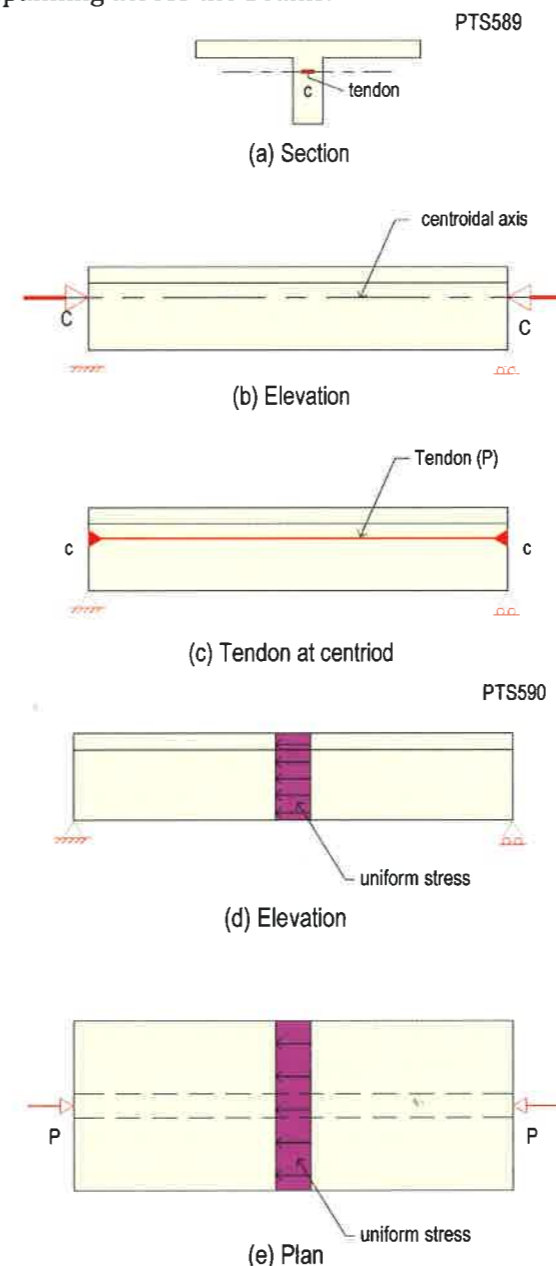 PTS589
c
tendon
(a) Section
centroidal axis
C
C
(b) Elevation
Tendon (P)
c
c
(c) Tendon at centriod
PTS590
uniform stress
(d) Elevation
P
P
uniform stress
(e) Plan